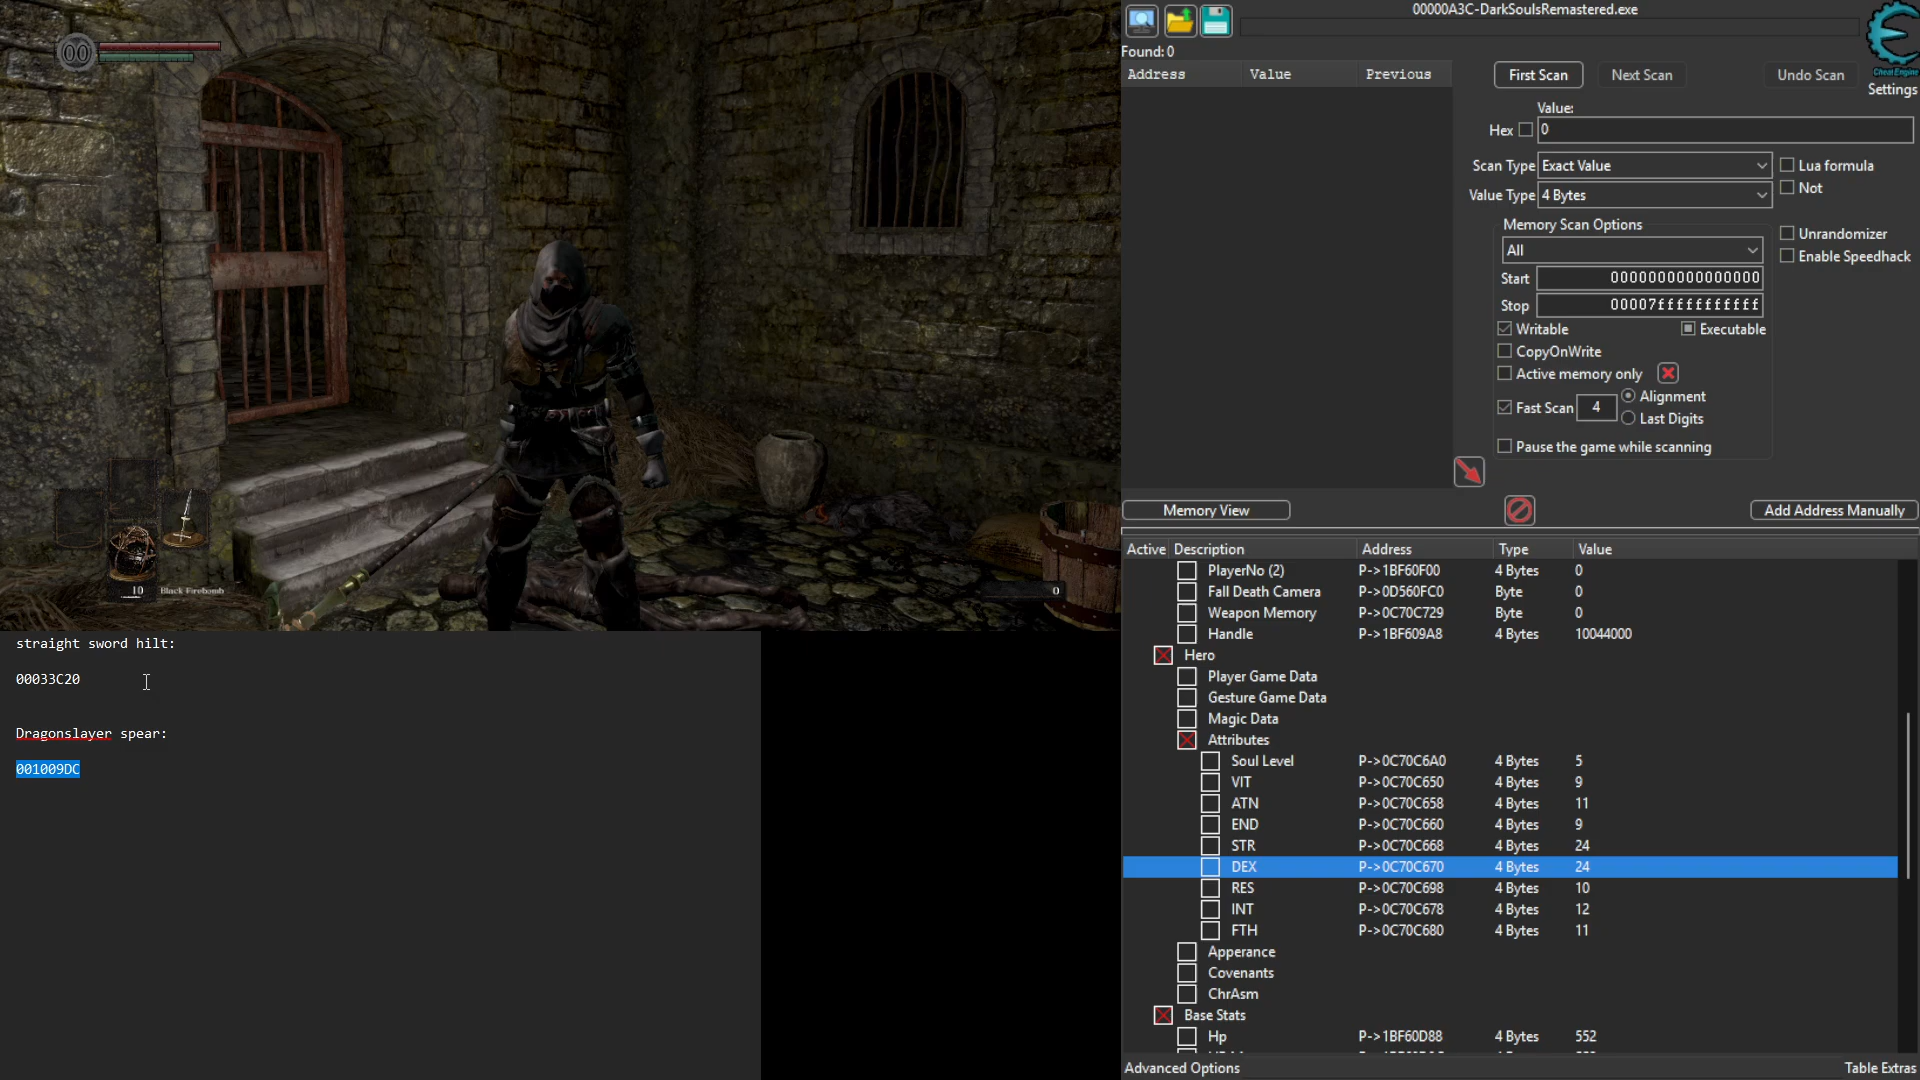 00000A3C-DarkSoulsRemastered.exe
00
Found: 0
Address Value Previous
First Scan Next Scan Undo Scan
Cheat Engine
Settings
Value:
Hex 0
Scan Type Exact Value Lua formula
Value Type 4 Bytes Not
Memory Scan Options
All
Unrandomizer
Enable Speedhack
Start 0000000000000000
Stop 00007fffffffffff
Writable Executable
CopyOnWrite
Active memory only
Fast Scan 4 Alignment
Last Digits
Pause the game while scanning
Memory View Add Address Manually
10 Black Firebomb
0
Active Description Address Type Value
PlayerNo (2) P->1BF60F00 4 Bytes 0
Fall Death Camera P->0D560FC0 Byte 0
Weapon Memory P->0C70C729 Byte 0
Handle P->1BF609A8 4 Bytes 10044000
Hero
Player Game Data
Gesture Game Data
Magic Data
Attributes
Soul Level P->0C70C6A0 4 Bytes 5
VIT P->0C70C650 4 Bytes 9
ATN P->0C70C658 4 Bytes 11
END P->0C70C660 4 Bytes 9
STR P->0C70C668 4 Bytes 24
DEX P->0C70C670 4 Bytes 24
RES P->0C70C698 4 Bytes 10
INT P->0C70C678 4 Bytes 12
FTH P->0C70C680 4 Bytes 11
Apperance
Covenants
ChrAsm
Base Stats
Hp P->1BF60D88 4 Bytes 552
Advanced Options Table Extras
straight sword hilt:
00033C20
Dragonslayer spear:
001009DC